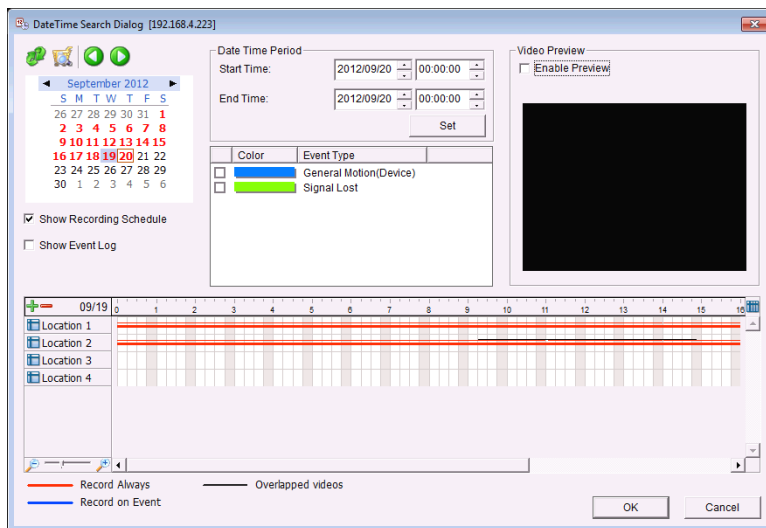 DateTime Search Dialog [192.168.4.223]
Date Time Period
Start Time: 2012/09/20 00:00:00
End Time: 2012/09/20 00:00:00
Set
Video Preview
Enable Preview
September 2012
S M T W T F S
26 27 28 29 30 31 1
2 3 4 5 6 7 8
9 10 11 12 13 14 15
16 17 18 19 20 21 22
23 24 25 26 27 28 29
30 1 2 3 4 5 6
Show Recording Schedule
Show Event Log
Color Event Type
General Motion(Device)
Signal Lost
09/19 0 1 2 3 4 5 6 7 8 9 10 11 12 13 14 15 16
Location 1
Location 2
Location 3
Location 4
Record Always Overlapped videos
Record on Event
OK Cancel